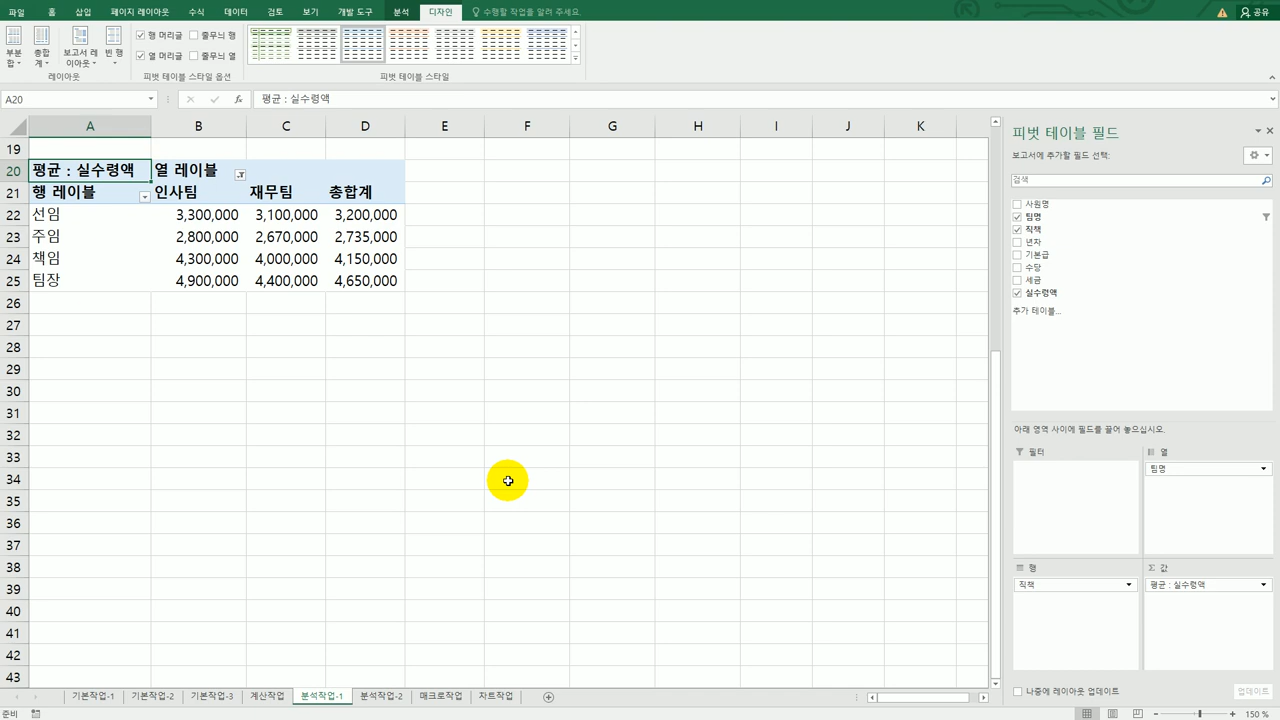 파일 홈 삽입 페이지 레이아웃 수식 데이터 검토 보기 개발 도구 분석 디자인 수행할 작업을 알려 주세요. 공유
부분합 총합계 보고서 레이아웃 빈 행
행 머리글 줄무늬 행
열 머리글 줄무늬 열
레이아웃 피벗 테이블 스타일 옵션 피벗 테이블 스타일
A20 fx 평균 : 실수령액
A B C D E F G H I J K
19
20 평균 : 실수령액 열 레이블
21 행 레이블 인사팀 재무팀 총합계
22 선임 3,300,000 3,100,000 3,200,000
23 주임 2,800,000 2,670,000 2,735,000
24 책임 4,300,000 4,000,000 4,150,000
25 팀장 4,900,000 4,400,000 4,650,000
26
27
28
29
30
31
32
33
34
35
36
37
38
39
40
41
42
43
피벗 테이블 필드
보고서에 추가할 필드 선택:
검색
사원명
팀명
직책
년차
기본급
수당
세금
실수령액
추가 테이블...
아래 영역 사이에 필드를 끌어 놓으십시오.
필터 열
팀명
행 Σ 값
직책 평균 : 실수령액
나중에 레이아웃 업데이트 업데이트
기본작업-1 기본작업-2 기본작업-3 계산작업 분석작업-1 분석작업-2 매크로작업 차트작업
준비 150 %